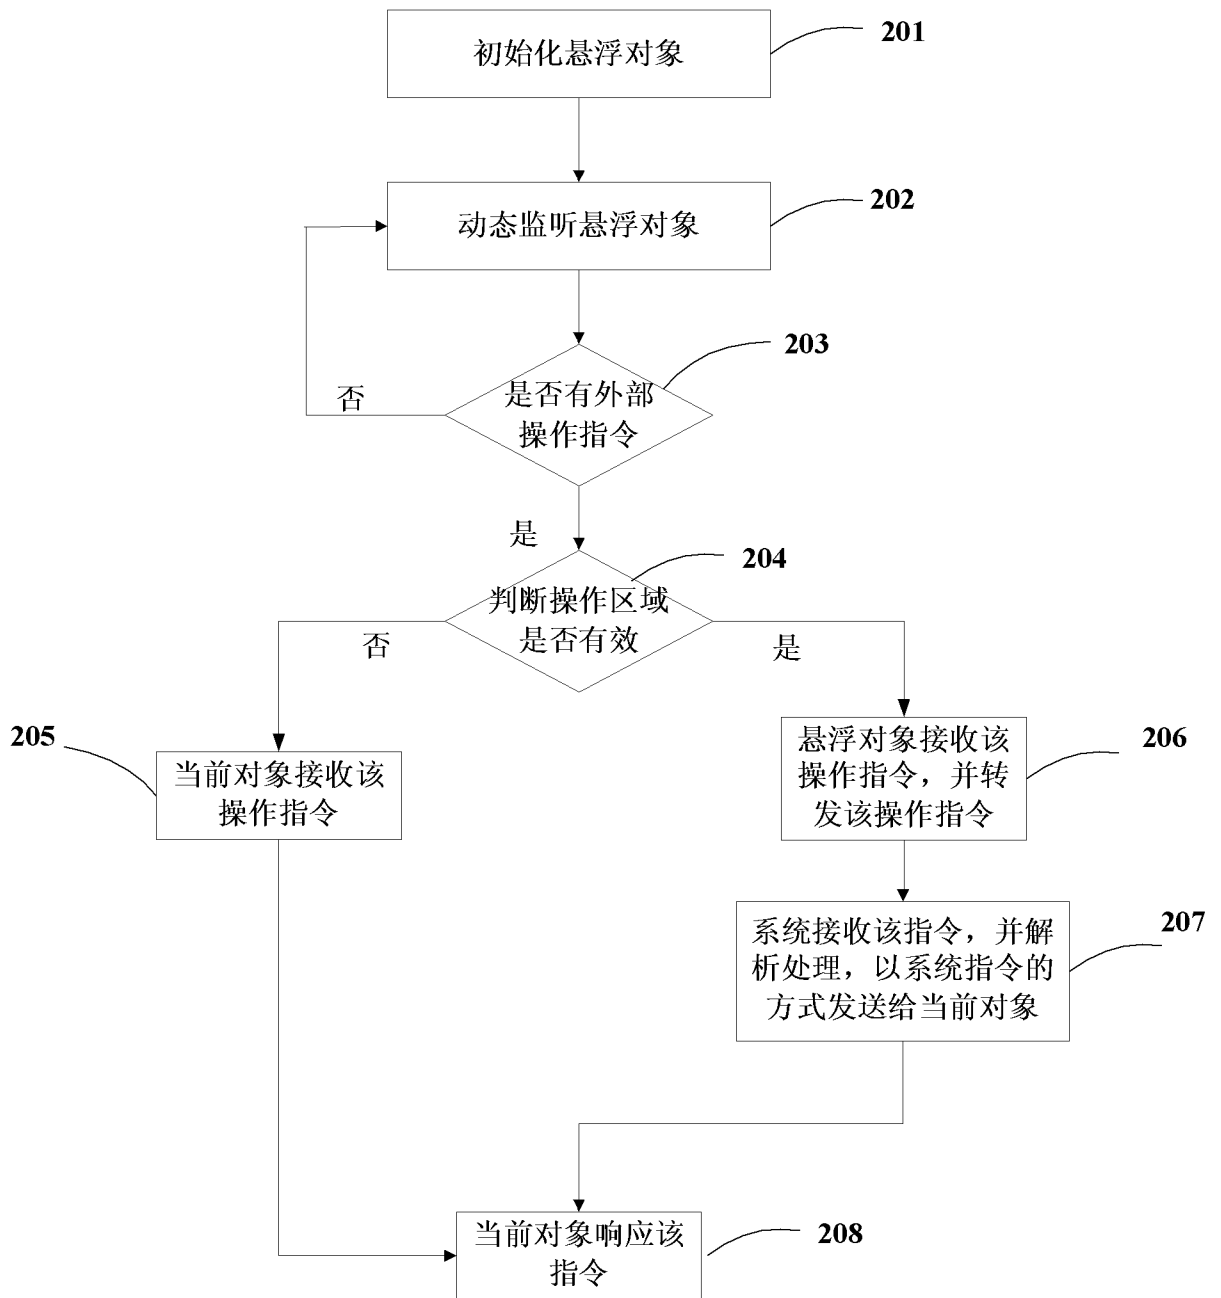 初始化悬浮对象
201
动态监听悬浮对象
202
是否有外部
操作指令
203
否
是
判断操作区域
是否有效
204
否
是
当前对象接收该
操作指令
205
悬浮对象接收该
操作指令，并转
发该操作指令
206
系统接收该指令，并解
析处理，以系统指令的
方式发送给当前对象
207
当前对象响应该
指令
208